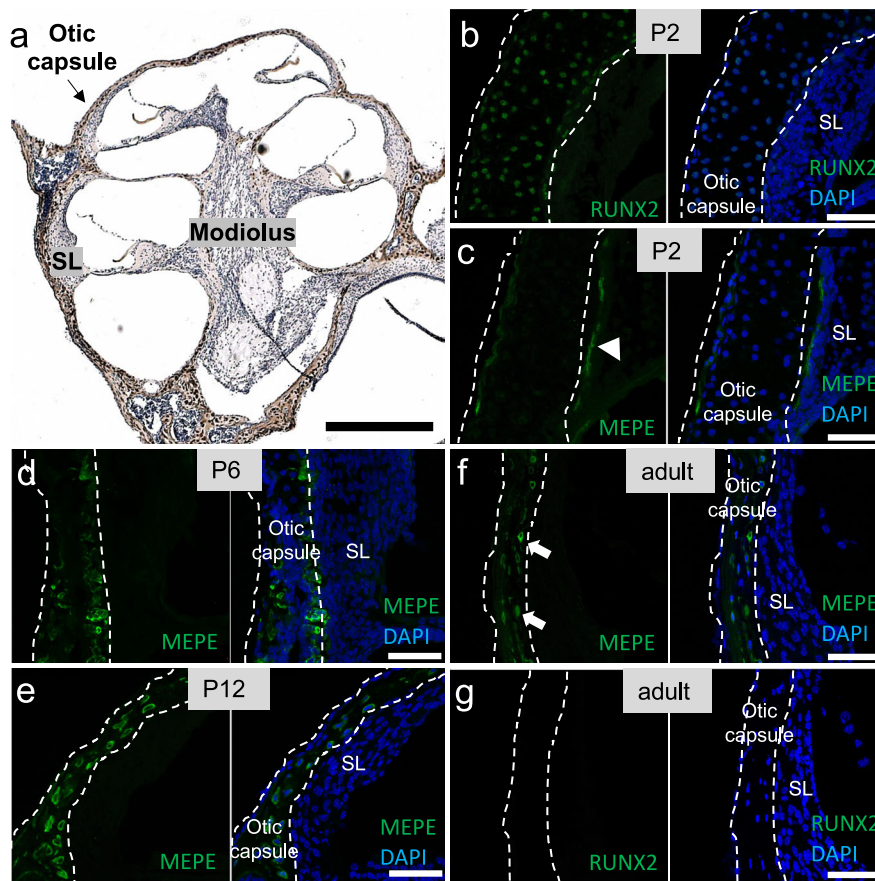 a
Otic
capsule
SL
Modiolus
b
P2
RUNX2
SL
RUNX2
Otic
capsule
DAPI
c
P2
MEPE
SL
Otic
capsule
MEPE
DAPI
d
P6
MEPE
Otic
capsule
SL
MEPE
DAPI
f
adult
MEPE
Otic
capsule
SL
MEPE
DAPI
e
P12
MEPE
SL
Otic
capsule
MEPE
DAPI
g
adult
RUNX2
Otic
capsule
SL
RUNX2
DAPI